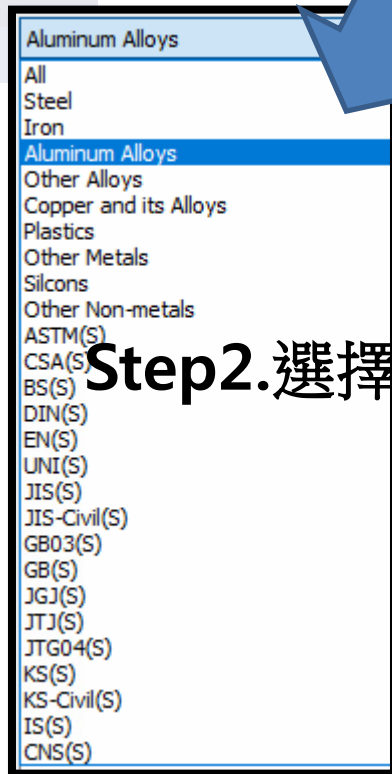 Aluminum Alloys
All
Steel
Iron
Aluminum Alloys
Other Alloys
Copper and its Alloys
Plastics
Other Metals
Silcons
Other Non-metals
ASTM(S)
CSA(S)
BS(S)
Step2.選擇
DIN(S)
EN(S)
UNI(S)
JIS(S)
JIS-Civil(S)
GB03(S)
GB(S)
JGJ(S)
JTJ(S)
JTG04(S)
KS(S)
KS-Civil(S)
IS(S)
CNS(S)